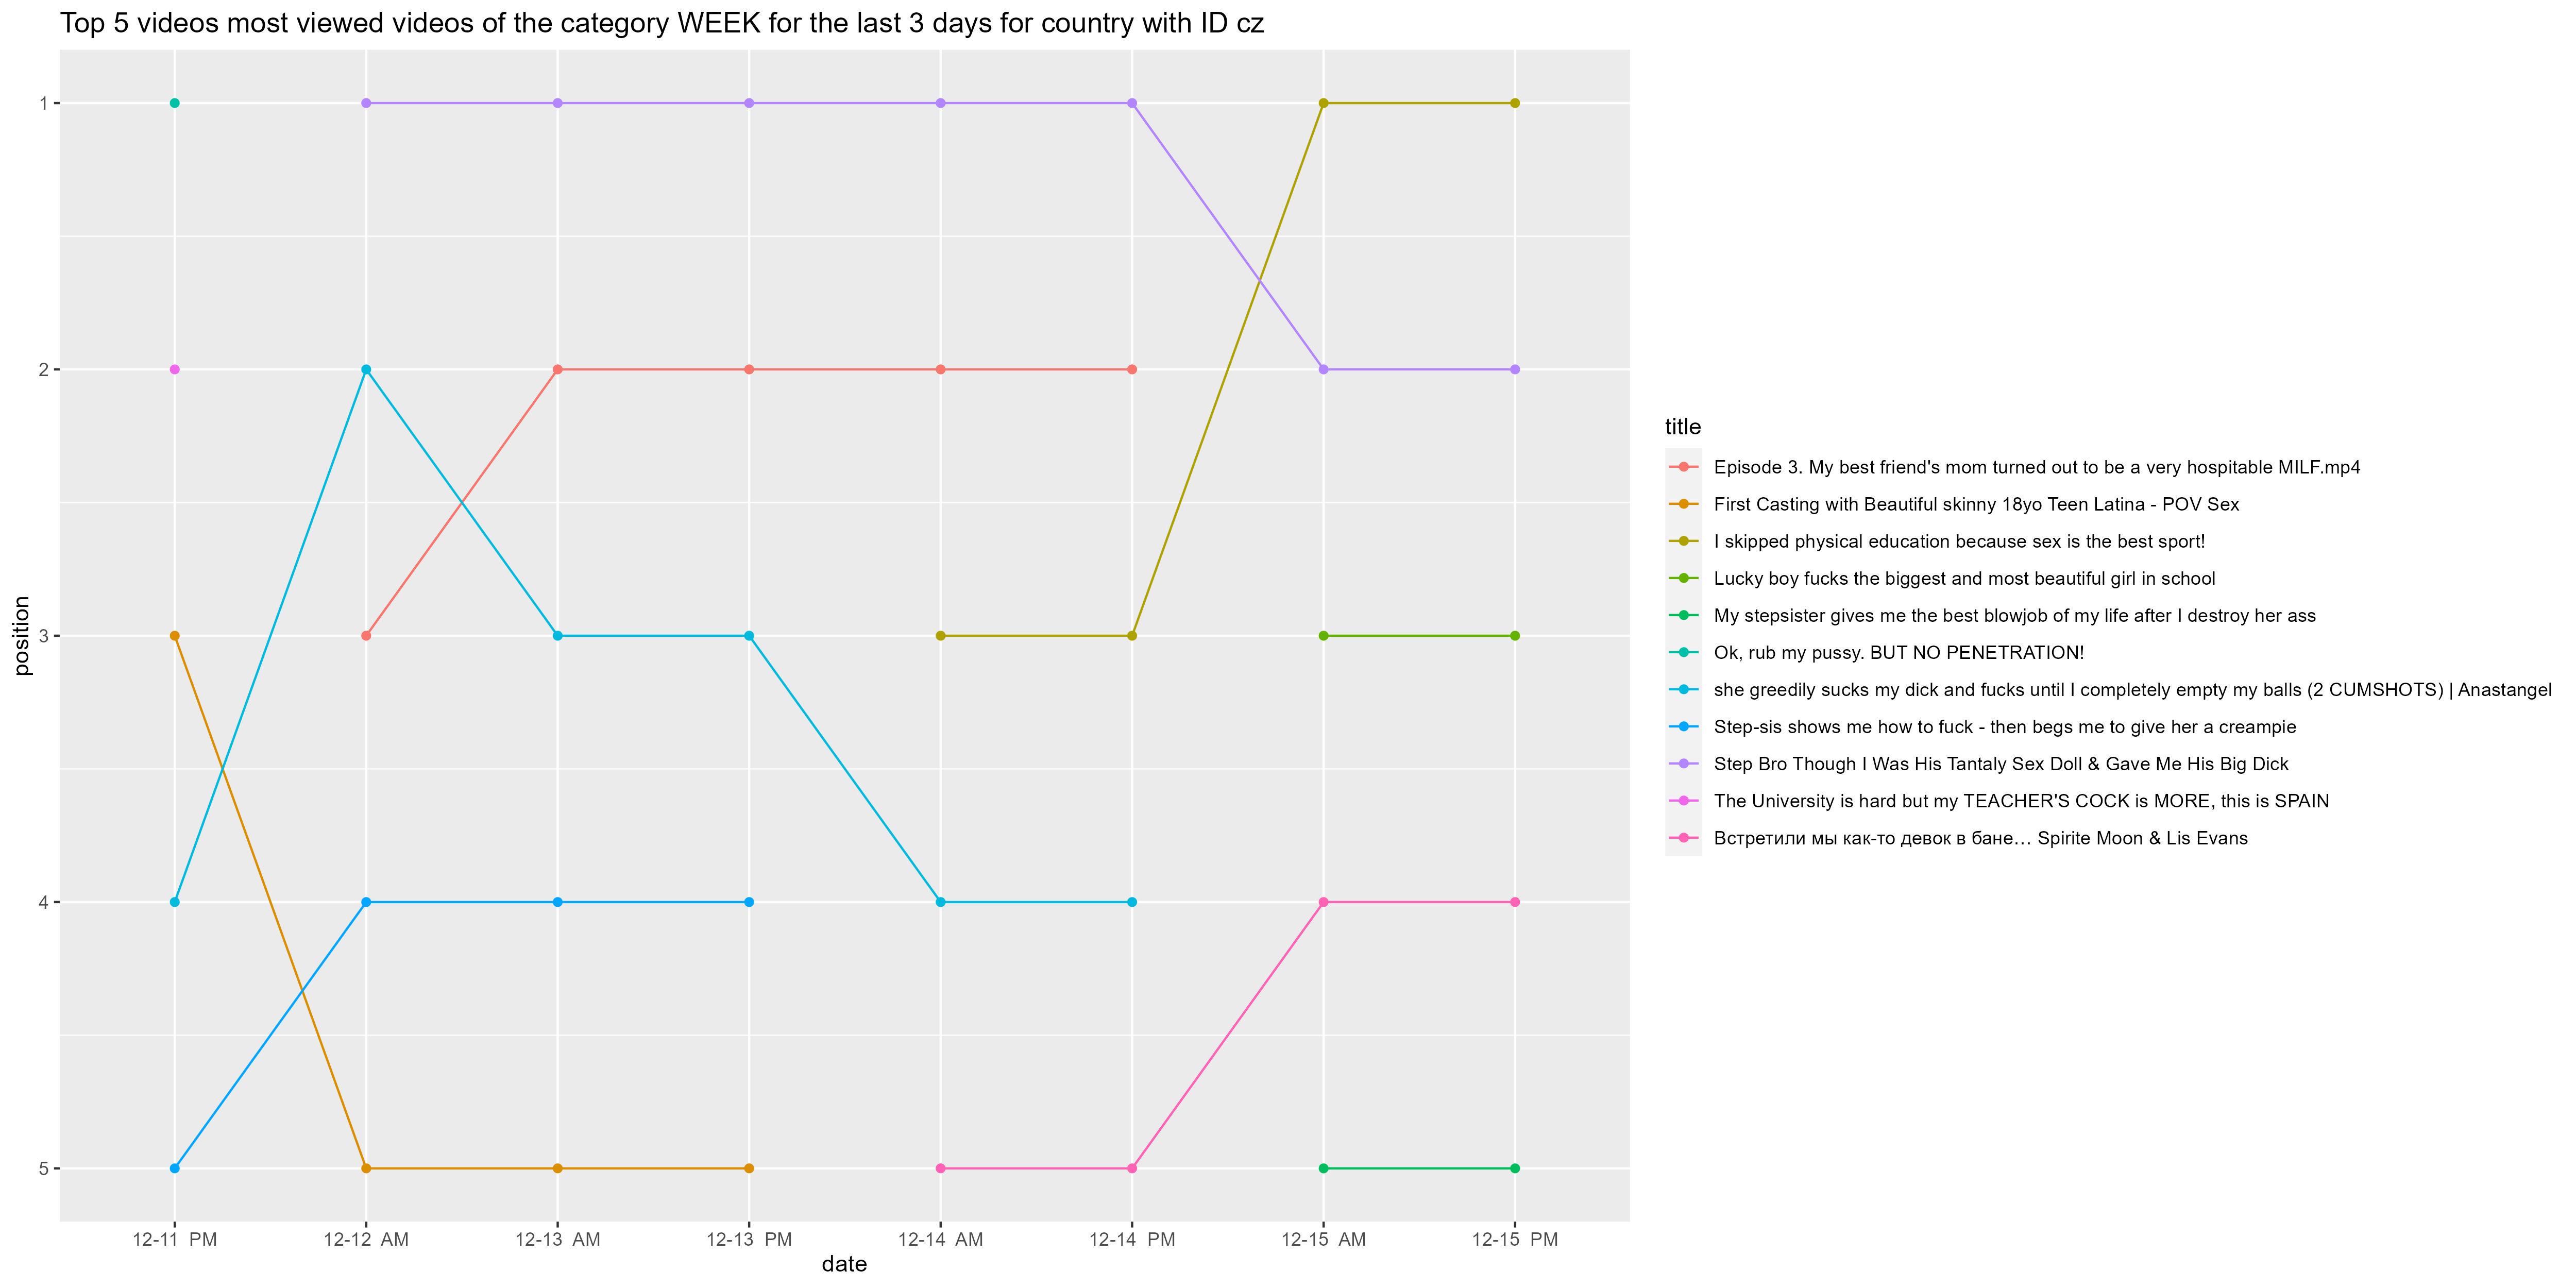 Top 5 videos most viewed videos of the category WEEK for the last 3 days for country with ID cz
position
1
2
3
4
5
12-11 PM
12-12 AM
12-13 AM
12-13 PM
12-14 AM
12-14 PM
12-15 AM
12-15 PM
date
title
Episode 3. My best friend's mom turned out to be a very hospitable MILF.mp4
First Casting with Beautiful skinny 18yo Teen Latina - POV Sex
I skipped physical education because sex is the best sport!
Lucky boy fucks the biggest and most beautiful girl in school
My stepsister gives me the best blowjob of my life after I destroy her ass
Ok, rub my pussy. BUT NO PENETRATION!
she greedily sucks my dick and fucks until I completely empty my balls (2 CUMSHOTS) | Anastangel
Step-sis shows me how to fuck - then begs me to give her a creampie
Step Bro Though I Was His Tantaly Sex Doll & Gave Me His Big Dick
The University is hard but my TEACHER'S COCK is MORE, this is SPAIN
Встретили мы как-то девок в бане… Spirite Moon & Lis Evans